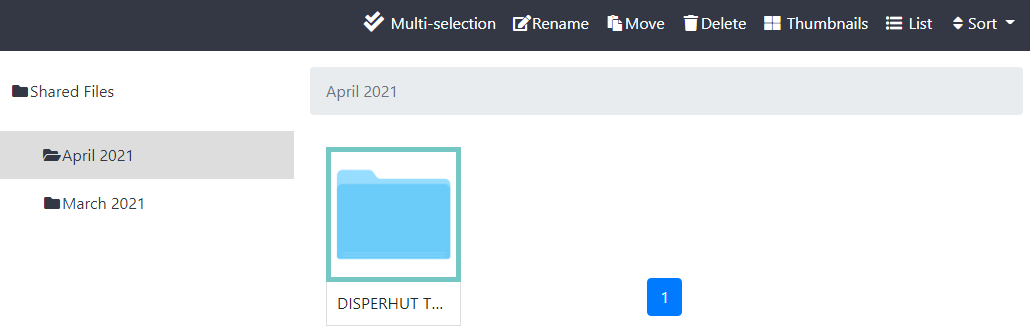 Multi-selection Rename Move Delete Thumbnails List Sort
Shared Files
April 2021
April 2021
March 2021
DISPERHUT T...
1